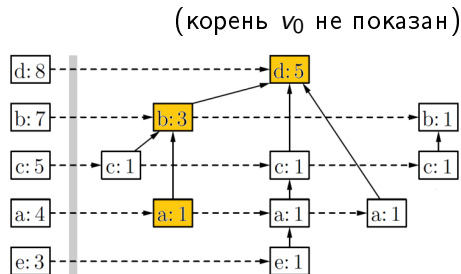 (корень v₀ не показан)
d: 8 d: 5
b: 7 b: 3 b: 1
c: 5 c: 1 c: 1 c: 1
a: 4 a: 1 a: 1 a: 1
e: 3 e: 1